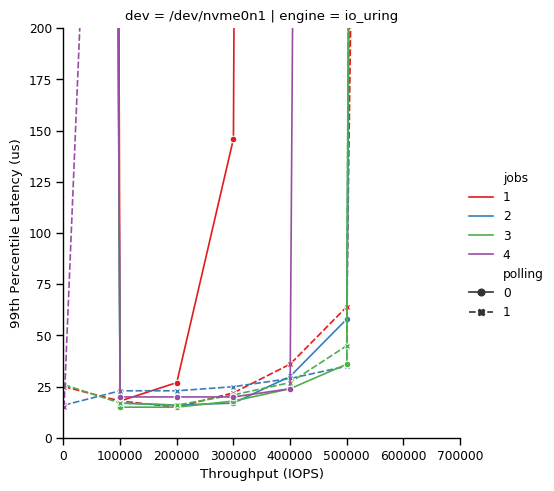 dev = /dev/nvme0n1 | engine = io_uring
200
175
150
125
100
75
50
25
0
99th Percentile Latency (us)
0 100000 200000 300000 400000 500000 600000 700000
Throughput (IOPS)
jobs
1
2
3
4
polling
0
1